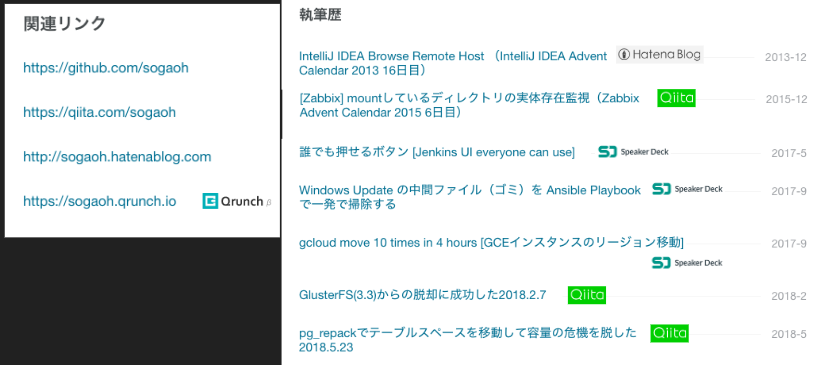 関連リンク
https://github.com/sogaoh
https://qiita.com/sogaoh
http://sogaoh.hatenablog.com
https://sogaoh.qrunch.io Qrunch β
執筆歴
IntelliJ IDEA Browse Remote Host （IntelliJ IDEA Advent Hatena Blog 2013-12
Calendar 2013 16日目）
[Zabbix] mountしているディレクトリの実体存在監視（Zabbix Qiita 2015-12
Advent Calendar 2015 6日目）
誰でも押せるボタン [Jenkins UI everyone can use] Speaker Deck 2017-5
Windows Update の中間ファイル（ゴミ）を Ansible Playbook Speaker Deck 2017-9
で一発で掃除する
gcloud move 10 times in 4 hours [GCEインスタンスのリージョン移動] 2017-9
Speaker Deck
GlusterFS(3.3)からの脱却に成功した2018.2.7 Qiita 2018-2
pg_repackでテーブルスペースを移動して容量の危機を脱した Qiita 2018-5
2018.5.23